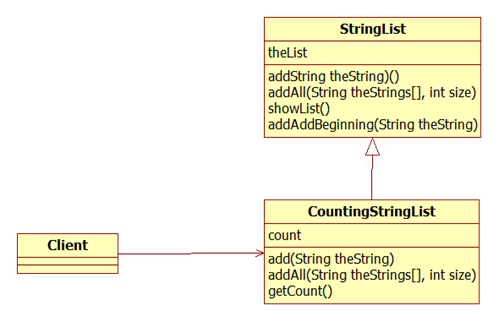 StringList
theList
addString theString)()
addAll(String theStrings[], int size)
showList()
addAddBeginning(String theString)
CountingStringList
count
add(String theString)
addAll(String theStrings[], int size)
getCount()
Client